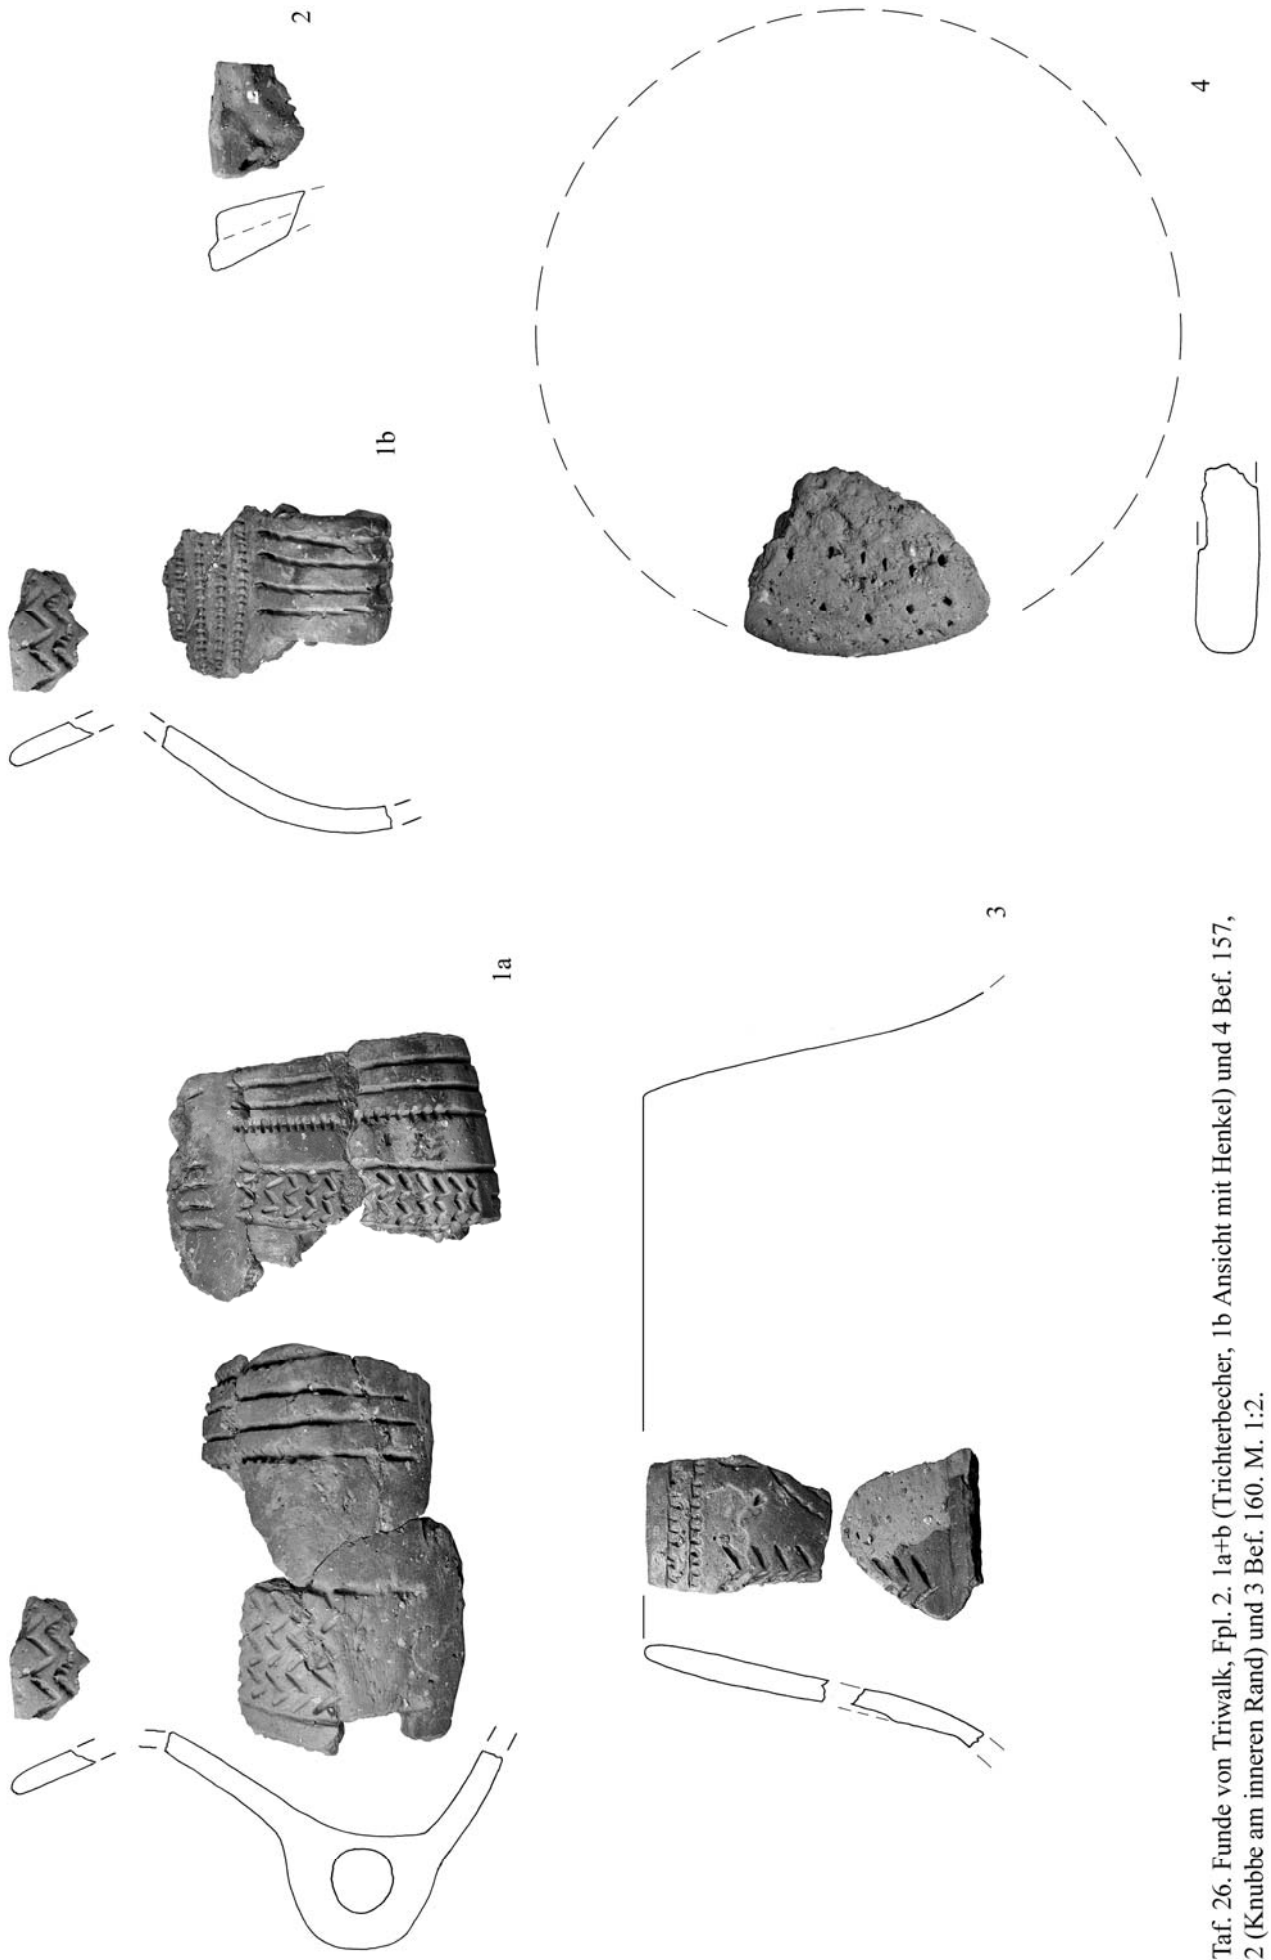 1a
1b
2
3
4
Taf. 26. Funde von Triwalk, Fpl. 2. 1a+b (Trichterbecher, 1b Ansicht mit Henkel) und 4 Bef. 157,
2 (Knubbe am inneren Rand) und 3 Bef. 160. M. 1:2.